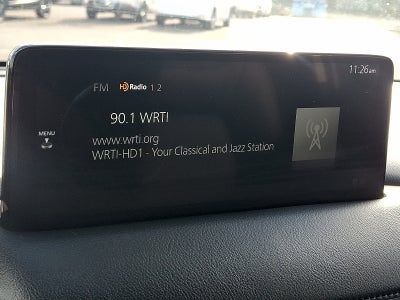 FM HD Radio 1 2
11:26am
90.1 WRTI
MENU
www.wrti.org
WRTI-HD1 - Your Classical and Jazz Station